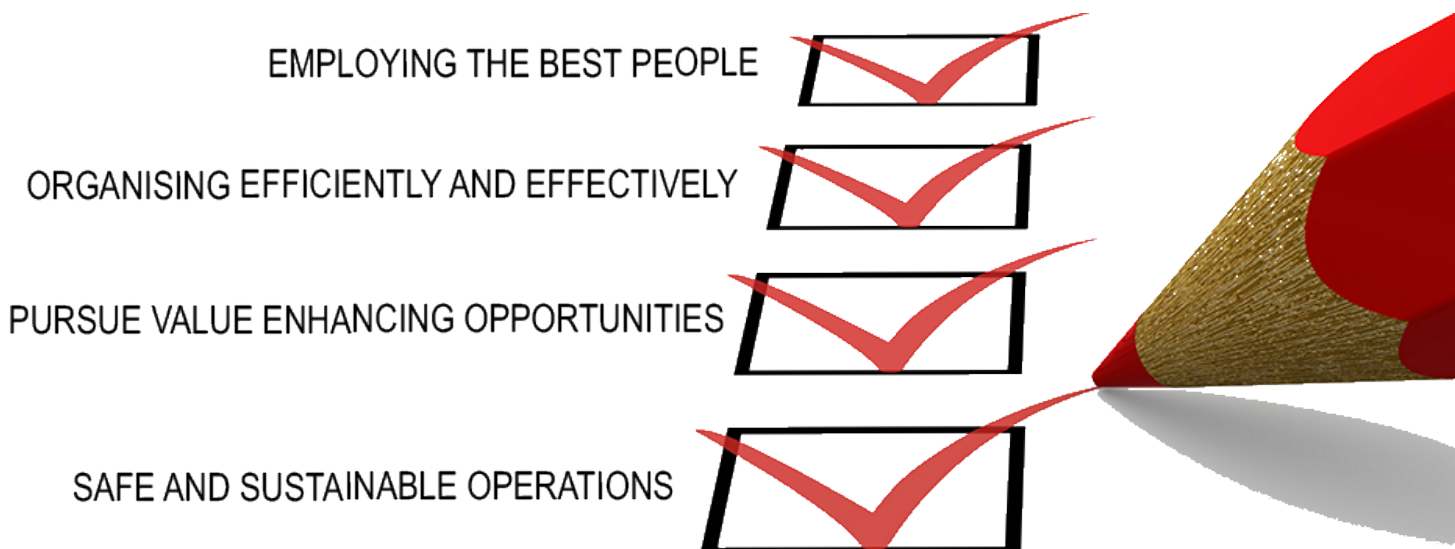 EMPLOYING THE BEST PEOPLE
ORGANISING EFFICIENTLY AND EFFECTIVELY
PURSUE VALUE ENHANCING OPPORTUNITIES
SAFE AND SUSTAINABLE OPERATIONS